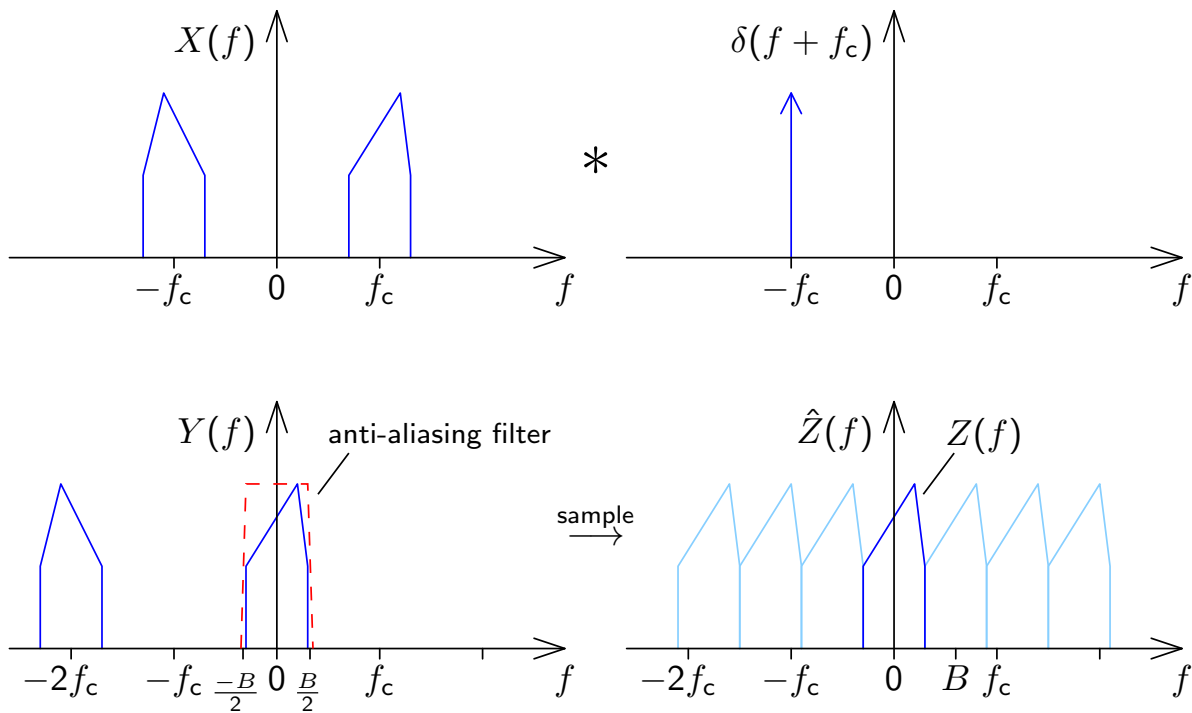 X(f)
δ(f + f_c)
∗
−f_c 0 f_c f
−f_c 0 f_c f
Y(f)
anti-aliasing filter
Ẑ(f)
Z(f)
sample
⟶
−2f_c −f_c −B/2 0 B/2 f_c f
−2f_c −f_c 0 B f_c f